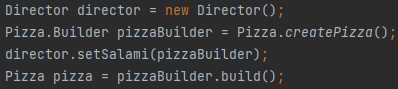 Director director = new Director();
Pizza.Builder pizzaBuilder = Pizza.createPizza();
director.setSalami(pizzaBuilder);
Pizza pizza = pizzaBuilder.build();